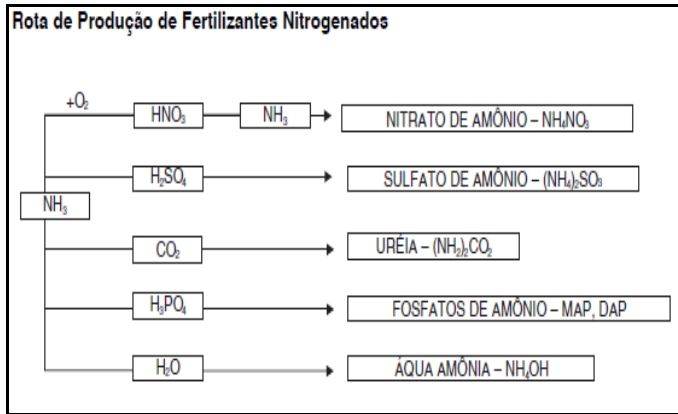 Rota de Produção de Fertilizantes Nitrogenados
+O₂ HNO₃ NH₃ NITRATO DE AMÔNIO – NH₄NO₃
H₂SO₄ SULFATO DE AMÔNIO – (NH₄)₂SO₃
NH₃
CO₂ URÉIA – (NH₂)₂CO₂
H₃PO₄ FOSFATOS DE AMÔNIO – MAP, DAP
H₂O ÁQUA AMÔNIA – NH₄OH